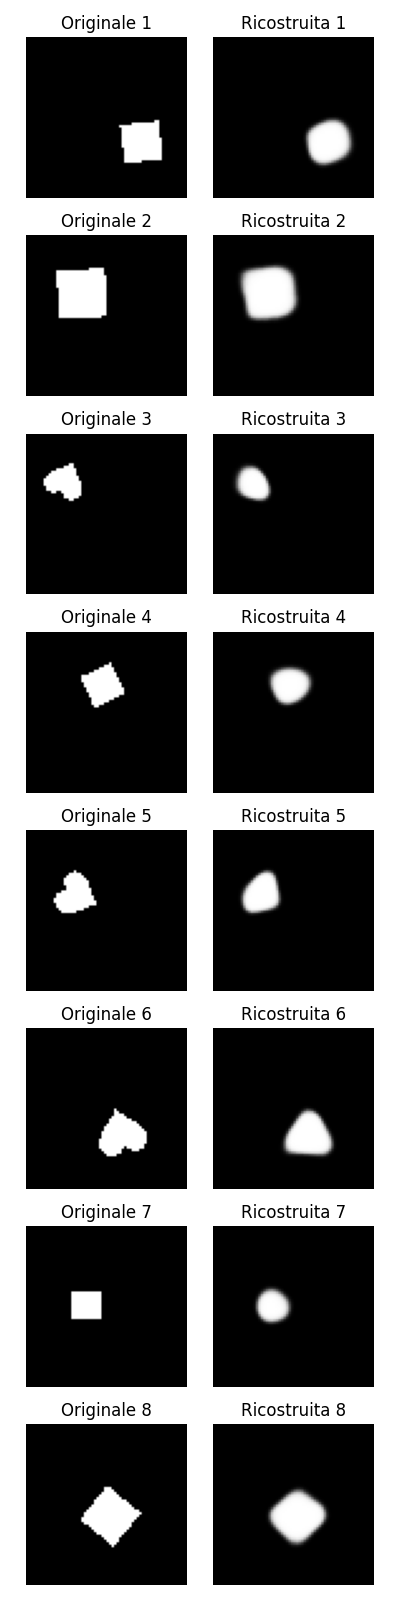 Originale 1
Ricostruita 1
Originale 2
Ricostruita 2
Originale 3
Ricostruita 3
Originale 4
Ricostruita 4
Originale 5
Ricostruita 5
Originale 6
Ricostruita 6
Originale 7
Ricostruita 7
Originale 8
Ricostruita 8